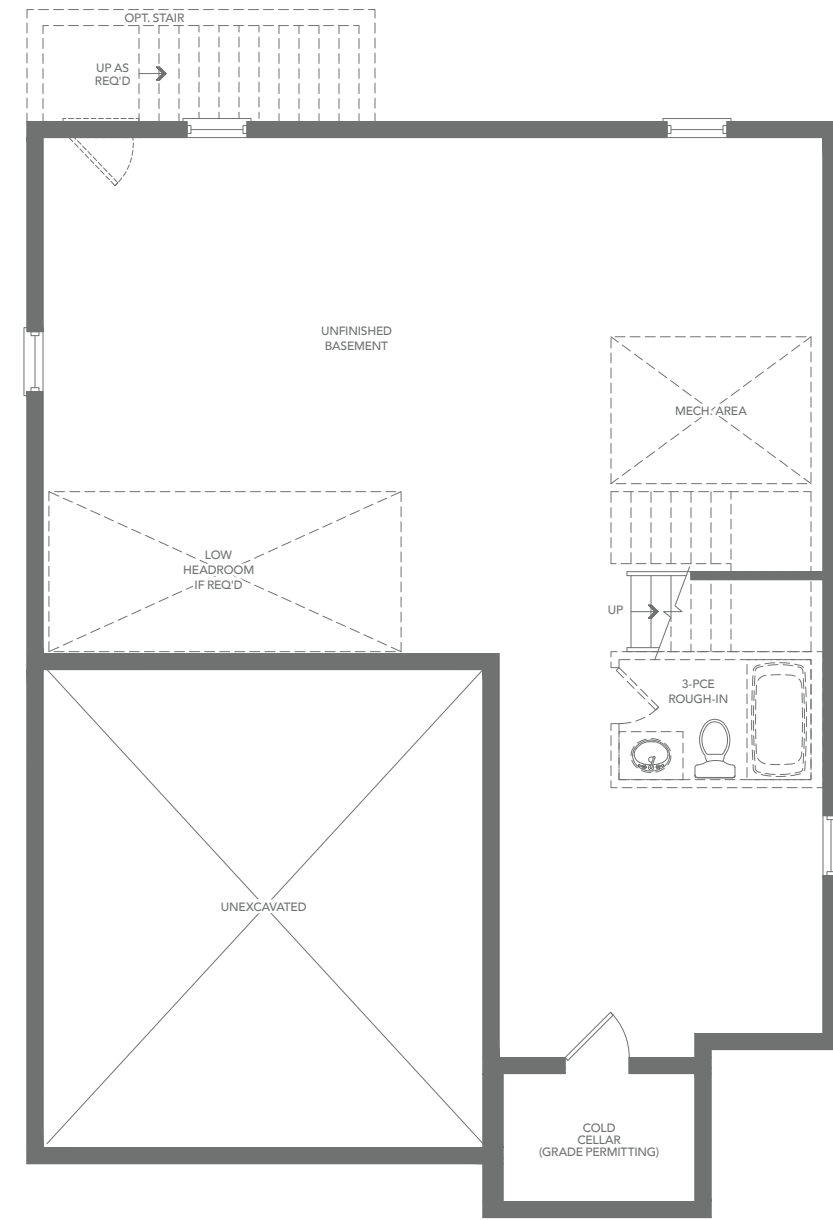 OPT. STAIR
UP AS
REQ'D
UNFINISHED
BASEMENT
MECH. AREA
LOW
HEADROOM
IF REQ'D
UP
3-PCE
ROUGH-IN
UNEXCAVATED
COLD
CELLAR
(GRADE PERMITTING)